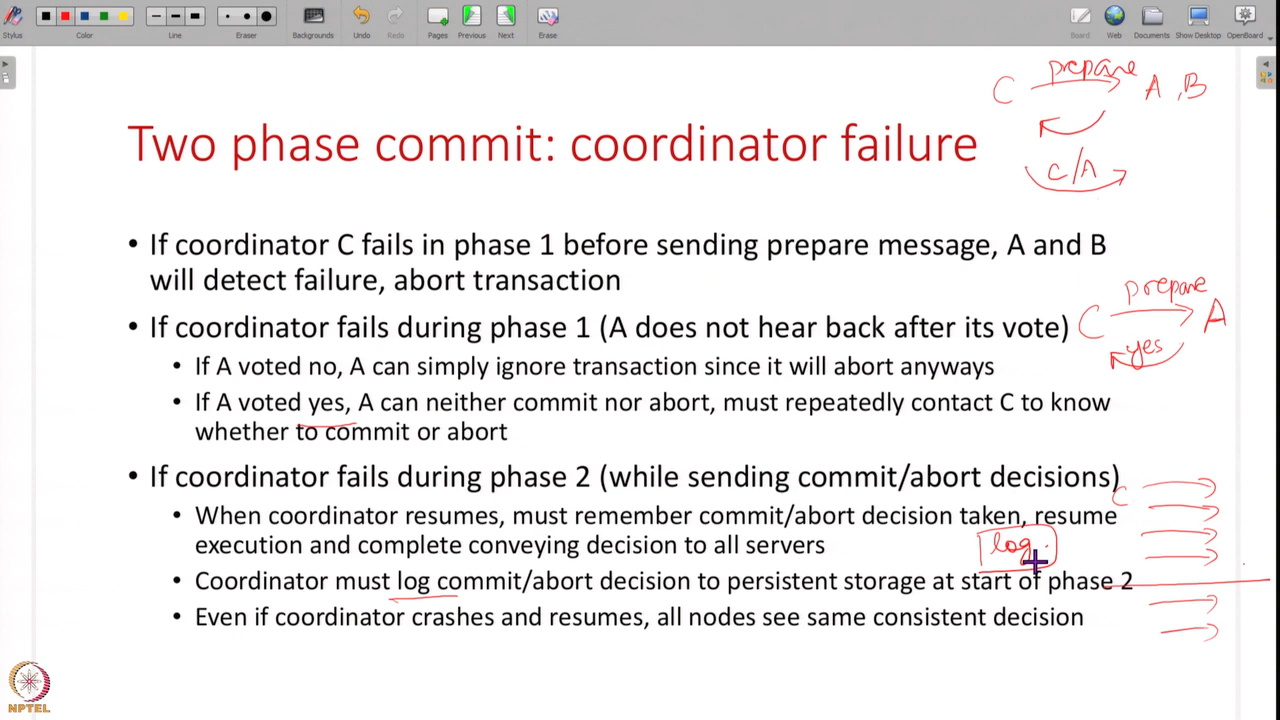 Stylus
Color
Line
Eraser
Backgrounds
Undo
Redo
Pages
Previous
Next
Erase
Board
Web
Documents
Show Desktop
OpenBoard
C prepare A , B
C/A
Two phase commit: coordinator failure
• If coordinator C fails in phase 1 before sending prepare message, A and B
will detect failure, abort transaction
• If coordinator fails during phase 1 (A does not hear back after its vote)
C prepare A
yes
• If A voted no, A can simply ignore transaction since it will abort anyways
• If A voted yes, A can neither commit nor abort, must repeatedly contact C to know
whether to commit or abort
• If coordinator fails during phase 2 (while sending commit/abort decisions)
C
• When coordinator resumes, must remember commit/abort decision taken, resume
execution and complete conveying decision to all servers
log
• Coordinator must log commit/abort decision to persistent storage at start of phase 2
• Even if coordinator crashes and resumes, all nodes see same consistent decision
NPTEL